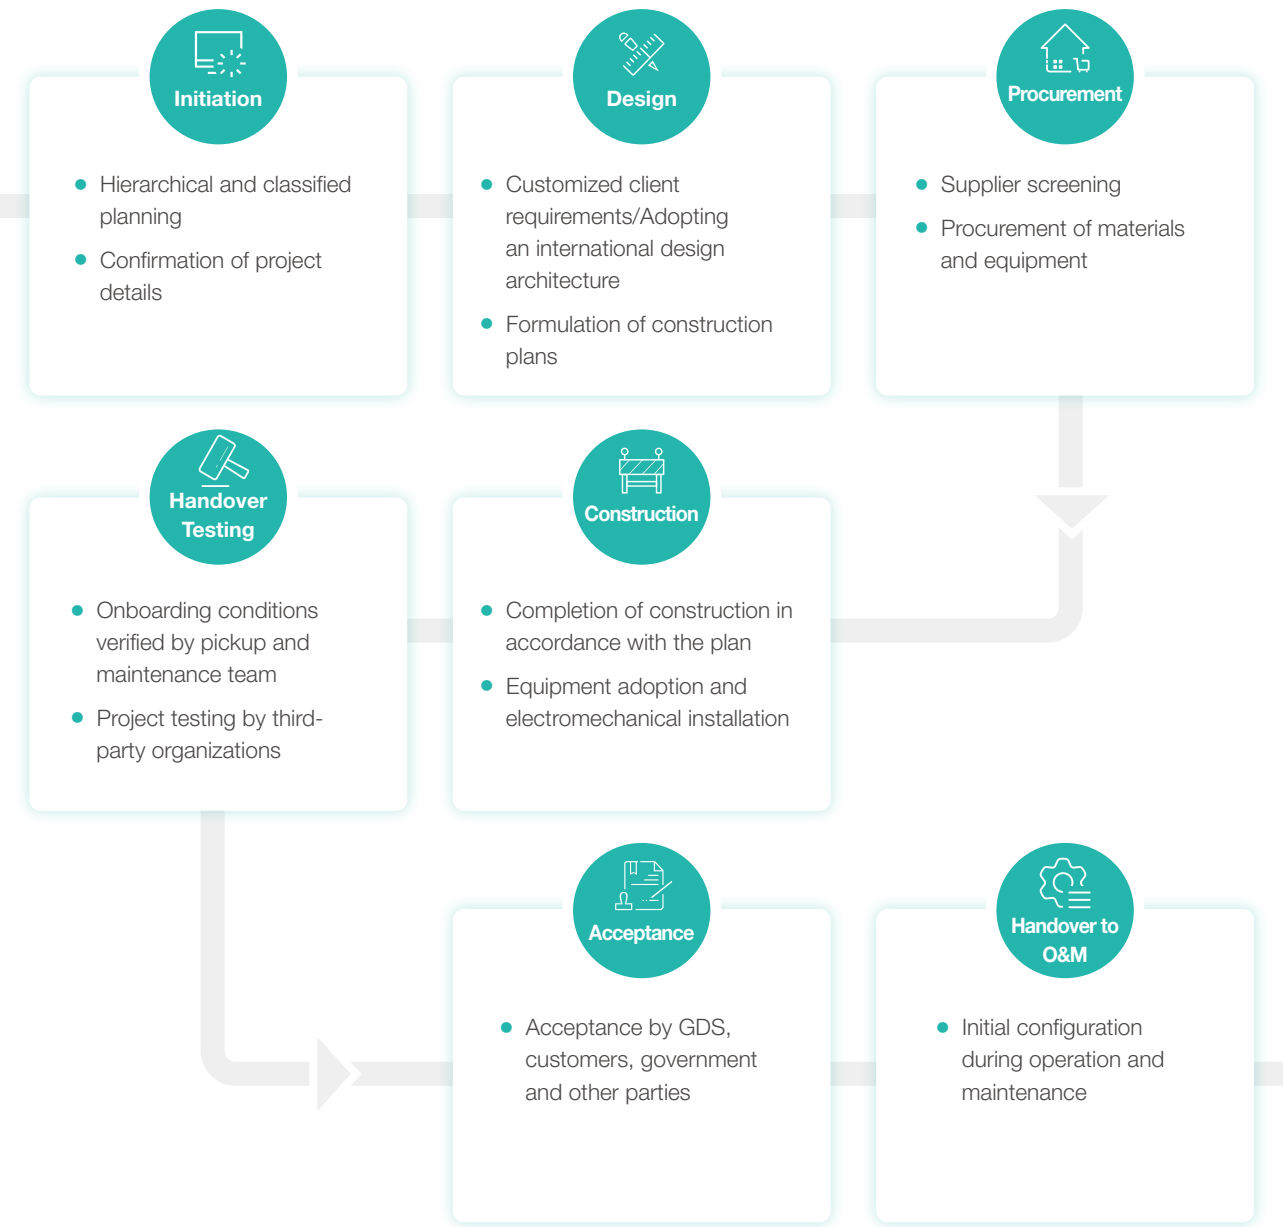 Initiation
Hierarchical and classified
planning
Confirmation of project
details
Design
Customized client
requirements/Adopting
an international design
architecture
Formulation of construction
plans
Procurement
Supplier screening
Procurement of materials
and equipment
Handover
Testing
Onboarding conditions
verified by pickup and
maintenance team
Project testing by third-
party organizations
Construction
Completion of construction in
accordance with the plan
Equipment adoption and
electromechanical installation
Acceptance
Acceptance by GDS,
customers, government
and other parties
Handover to
O&M
Initial configuration
during operation and
maintenance